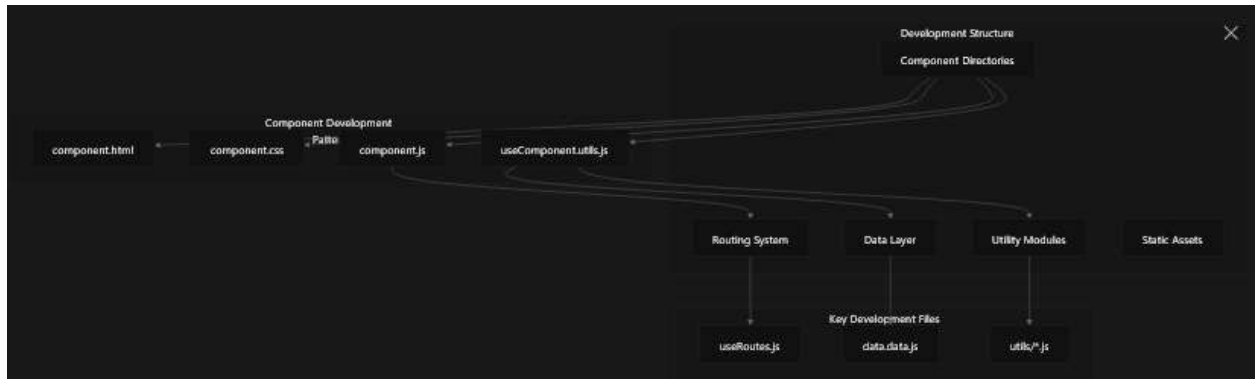 Development Structure
Component Directories
Component Development
Patte
component.html
component.css
component.js
useComponent.utils.js
Routing System
Data Layer
Utility Modules
Static Assets
Key Development Files
useRoutes.js
data.data.js
utils/*.js